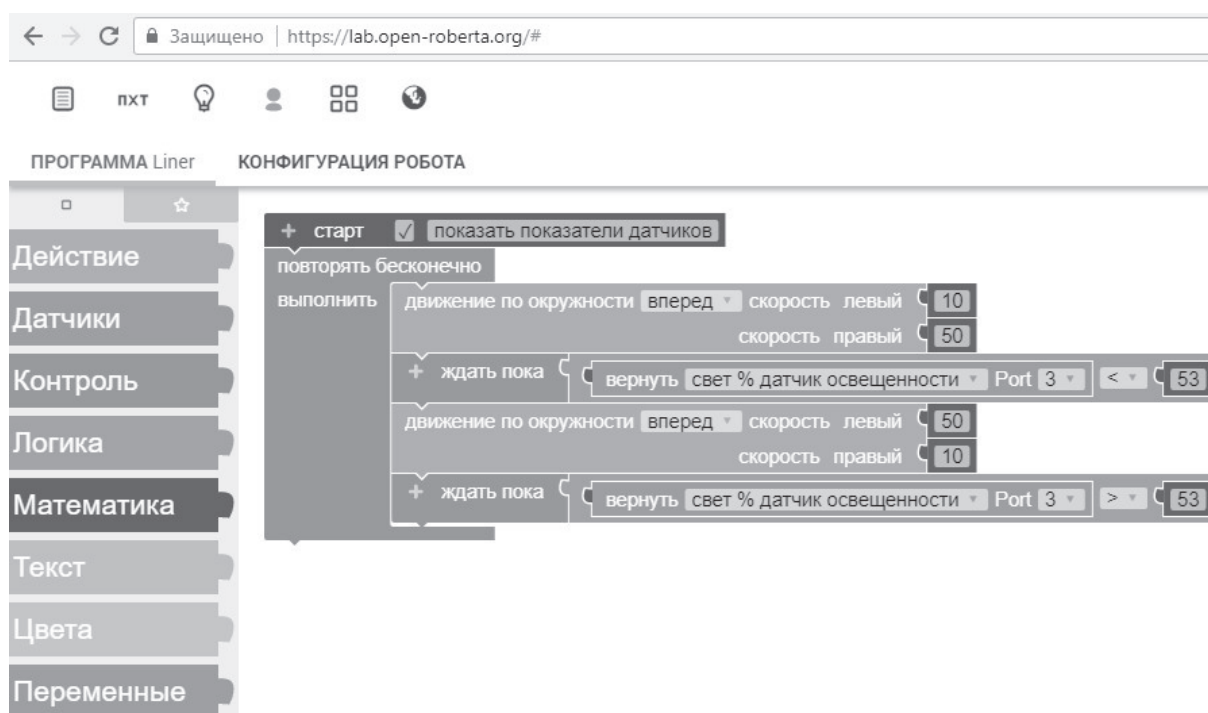 Защищено | https://lab.open-roberta.org/#
пхт
ПРОГРАММА Liner КОНФИГУРАЦИЯ РОБОТА
Действие
Датчики
Контроль
Логика
Математика
Текст
Цвета
Переменные
+ старт ✓ показать показатели датчиков
повторять бесконечно
выполнить движение по окружности вперед скорость левый 10
скорость правый 50
+ ждать пока вернуть свет % датчик освещенности Port 3 < 53
движение по окружности вперед скорость левый 50
скорость правый 10
+ ждать пока вернуть свет % датчик освещенности Port 3 > 53